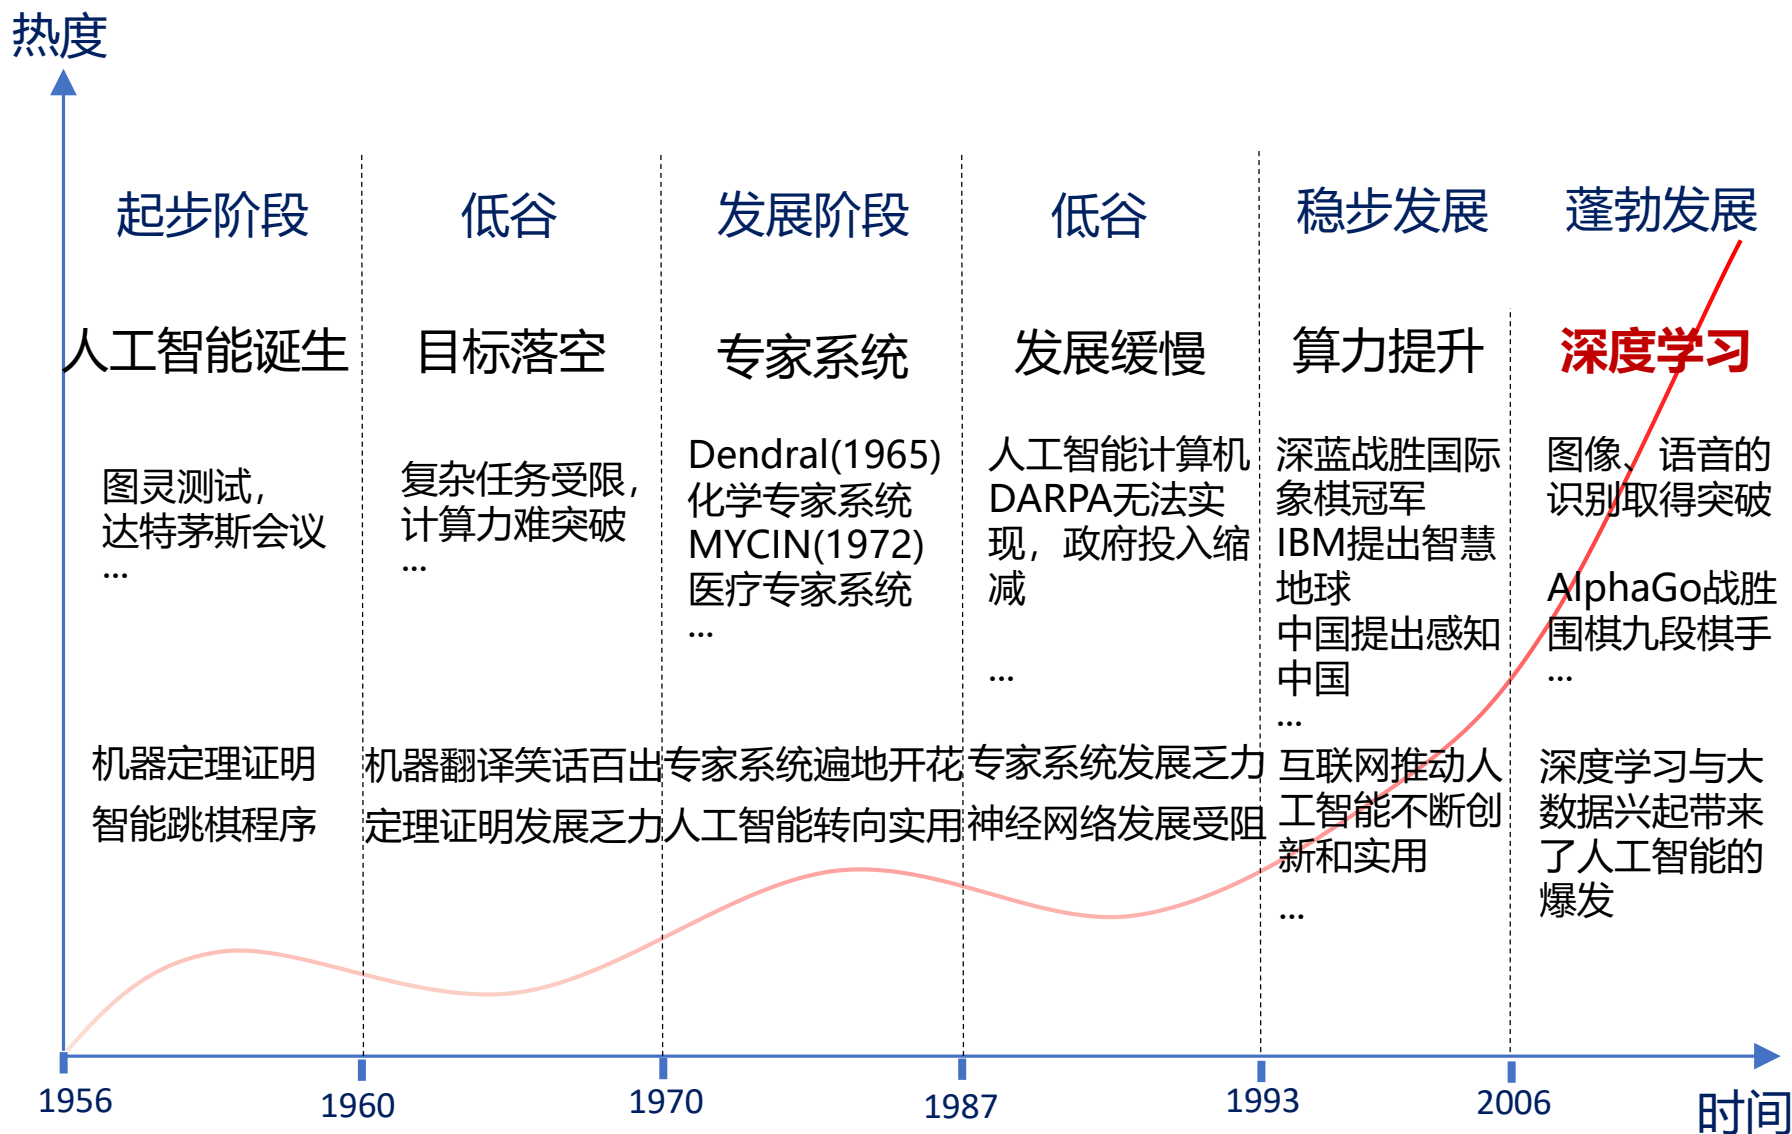 热度
起步阶段
低谷
发展阶段
低谷
稳步发展
蓬勃发展
人工智能诞生
目标落空
专家系统
发展缓慢
算力提升
深度学习
图灵测试，
达特茅斯会议
...
复杂任务受限，
计算力难突破
...
Dendral(1965)
化学专家系统
MYCIN(1972)
医疗专家系统
...
人工智能计算机
DARPA无法实
现，政府投入缩
减
...
深蓝战胜国际
象棋冠军
IBM提出智慧
地球
中国提出感知
中国
...
图像、语音的
识别取得突破
AlphaGo战胜
围棋九段棋手
...
机器定理证明
智能跳棋程序
机器翻译笑话百出
定理证明发展乏力
专家系统遍地开花
人工智能转向实用
专家系统发展乏力
神经网络发展受阻
互联网推动人
工智能不断创
新和实用
...
深度学习与大
数据兴起带来
了人工智能的
爆发
1956
1960
1970
1987
1993
2006
时间